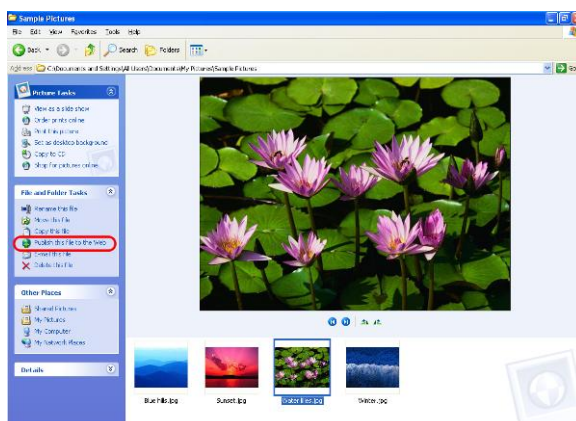 Sample Pictures
File Edit View Favorites Tools Help
Back Search Folders
Address C:\Documents and Settings\All Users\Documents\My Pictures\Sample Pictures Go
Picture Tasks
View as a slide show
Order prints online
Print this picture
Set as desktop background
Copy to CD
Shop for pictures online
File and Folder Tasks
Rename this file
Move this file
Copy this file
Publish this file to the Web
E-mail this file
Delete this file
Other Places
Shared Pictures
My Pictures
My Computer
My Network Places
Details
Blue hills.jpg Sunset.jpg Water lilies.jpg Winter.jpg